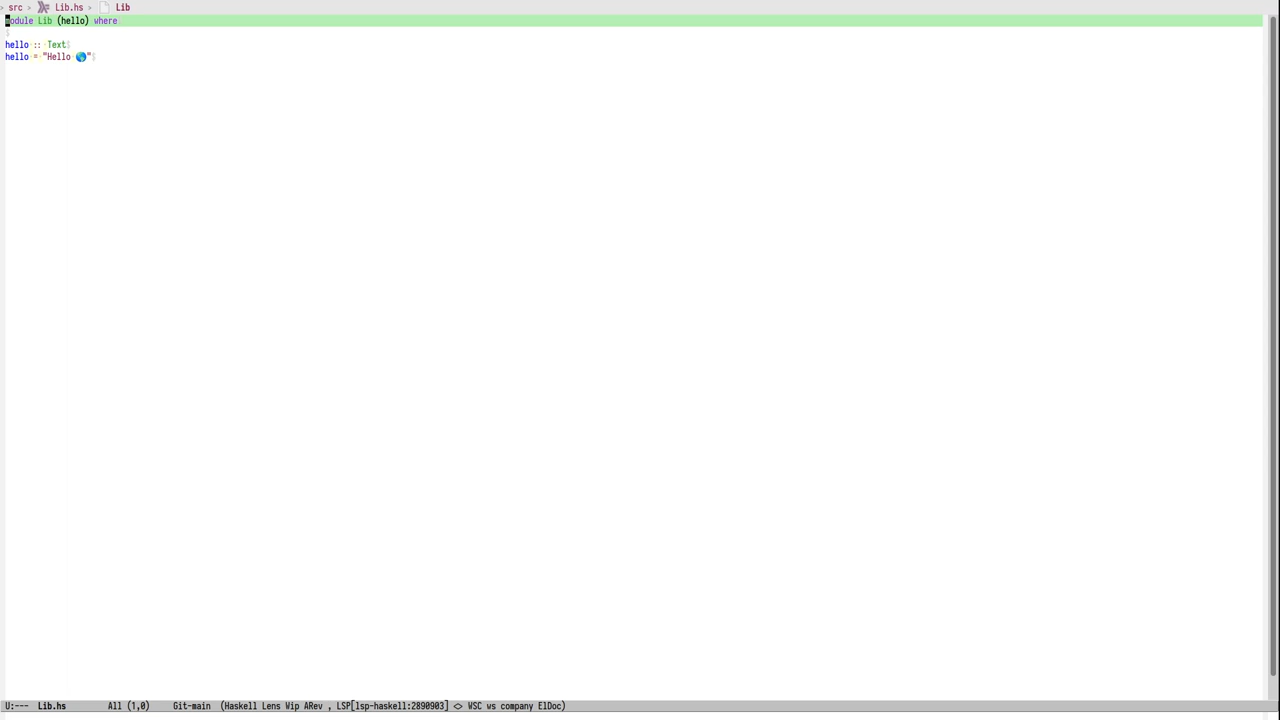 > src > Lib.hs > Lib
module Lib (hello) where
$
hello :: Text$
hello = "Hello 🌎"$
U:--- Lib.hs All (1,0) Git-main (Haskell Lens Wip ARev , LSP[lsp-haskell:2890903] <> WSC ws company ElDoc)